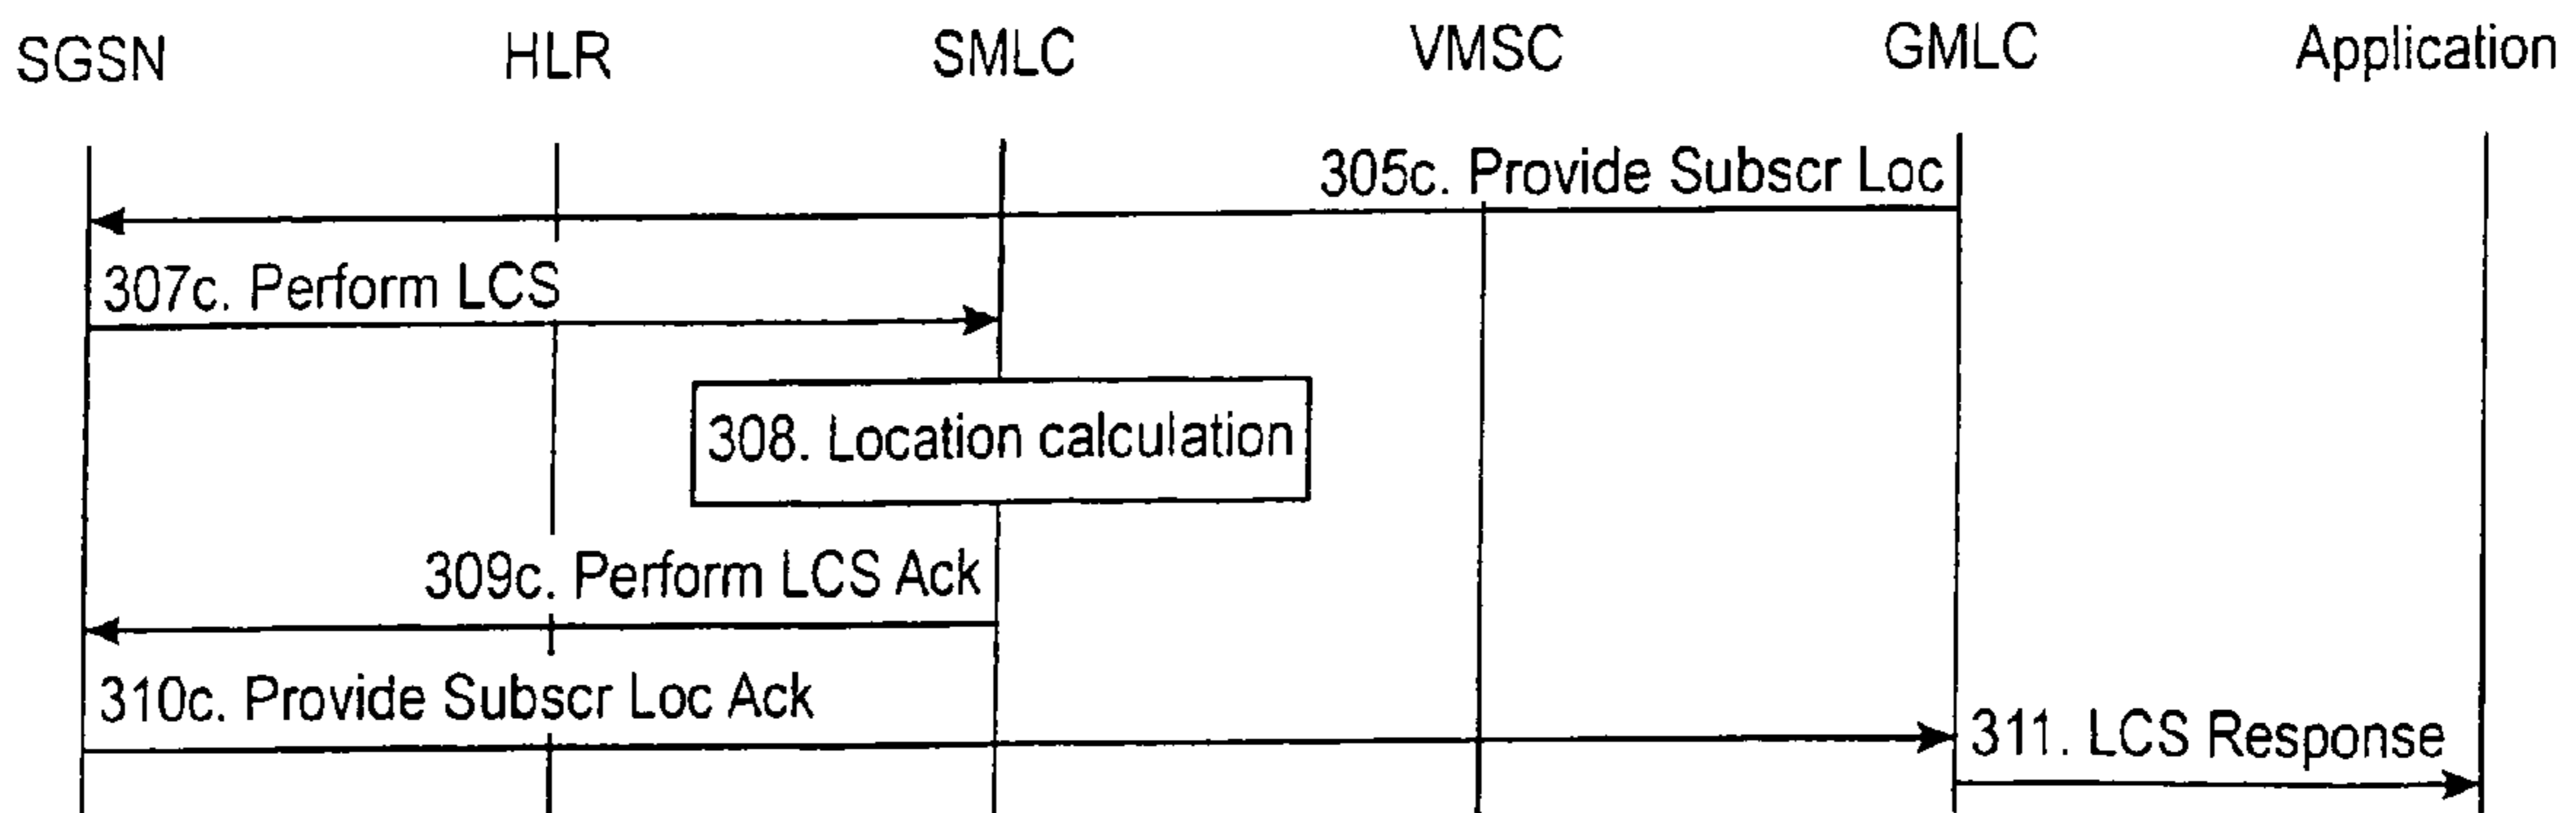 SGSN HLR SMLC VMSC GMLC Application
305c. Provide Subscr Loc
307c. Perform LCS
308. Location calculation
309c. Perform LCS Ack
310c. Provide Subscr Loc Ack
311. LCS Response